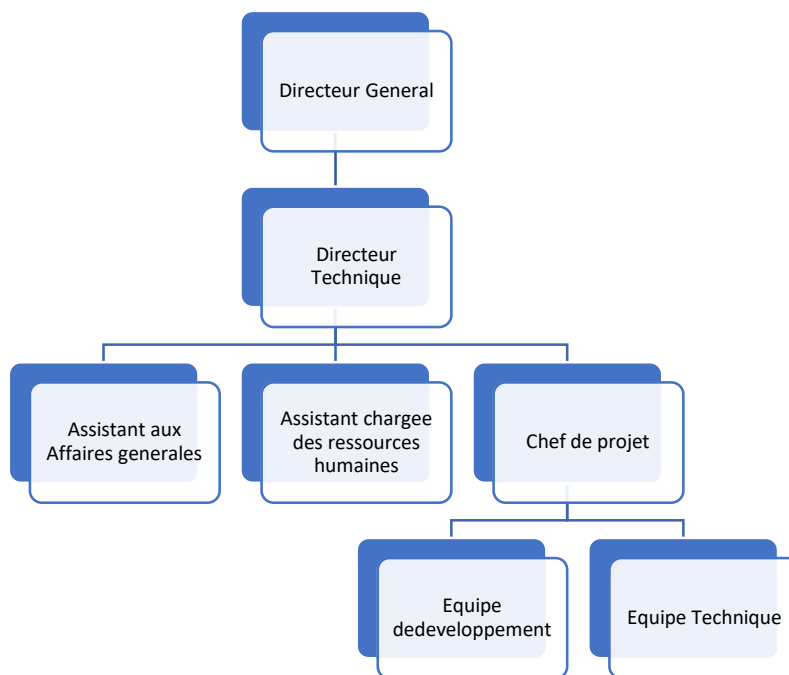 Directeur General
Directeur
Technique
Assistant aux
Affaires generales
Assistant chargee
des ressources
humaines
Chef de projet
Equipe
dedeveloppement
Equipe Technique